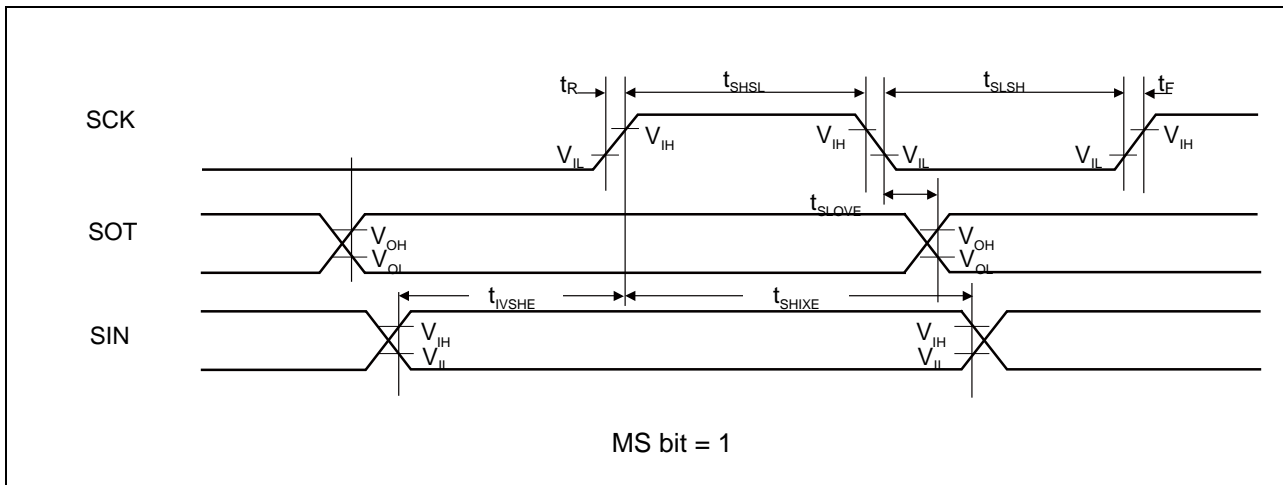 tR tSHSL tSLSH tF
SCK
VIH VIH VIH
VIL VIL VIL
tSLOVE
SOT
VOH VOH
VOL VOL
tIVSHE tSHIXE
SIN
VIH VIH
VIL VIL
MS bit = 1